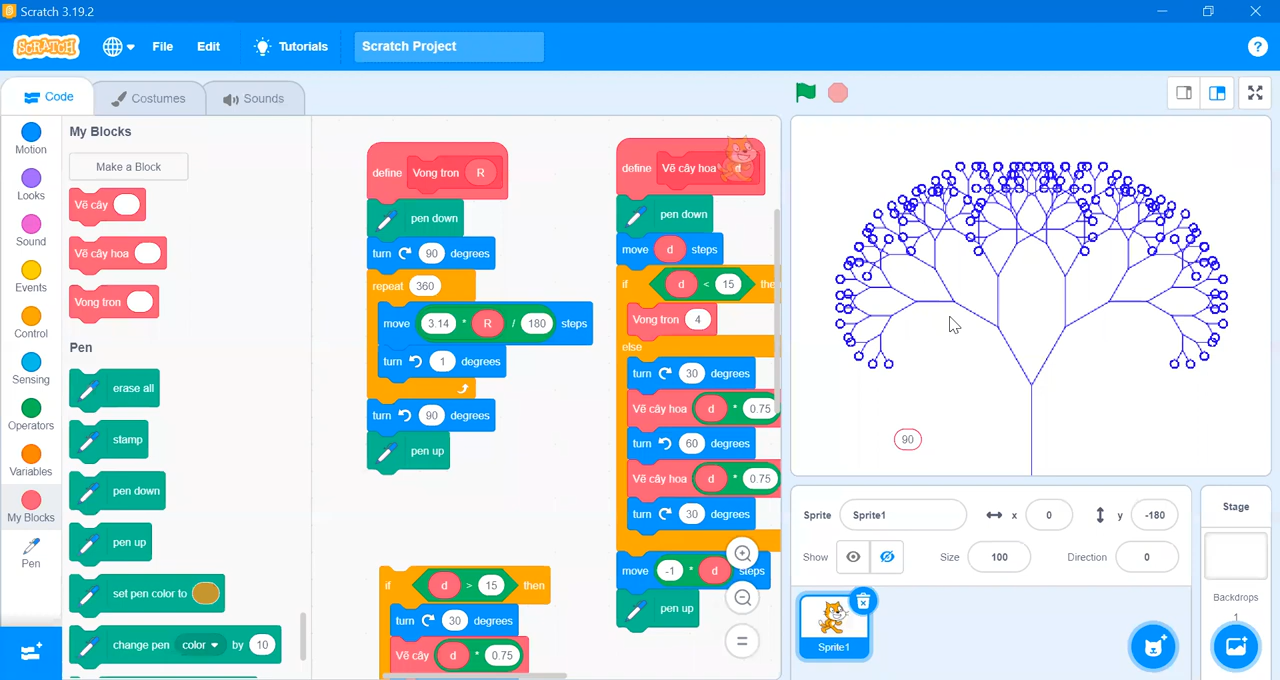 Scratch 3.19.2
SCRATCH
File
Edit
Tutorials
Scratch Project
?
Code
Costumes
Sounds
Motion
Looks
Sound
Events
Control
Sensing
Operators
Variables
My Blocks
Pen
My Blocks
Make a Block
Vẽ cây
Vẽ cây hoa
Vong tron
Pen
erase all
stamp
pen down
pen up
set pen color to
change pen color by 10
define Vong tron R
pen down
turn 90 degrees
repeat 360
move 3.14 * R / 180 steps
turn 1 degrees
turn 90 degrees
pen up
if d > 15 then
turn 30 degrees
Vẽ cây d * 0.75
define Vẽ cây hoa d
pen down
move d steps
if d < 15 the
Vong tron 4
else
turn 30 degrees
Vẽ cây hoa d * 0.75
turn 60 degrees
Vẽ cây hoa d * 0.75
turn 30 degrees
move -1 * d steps
pen up
90
Sprite Sprite1 x 0 y -180
Show Size 100 Direction 0
Sprite1
Stage
Backdrops
1